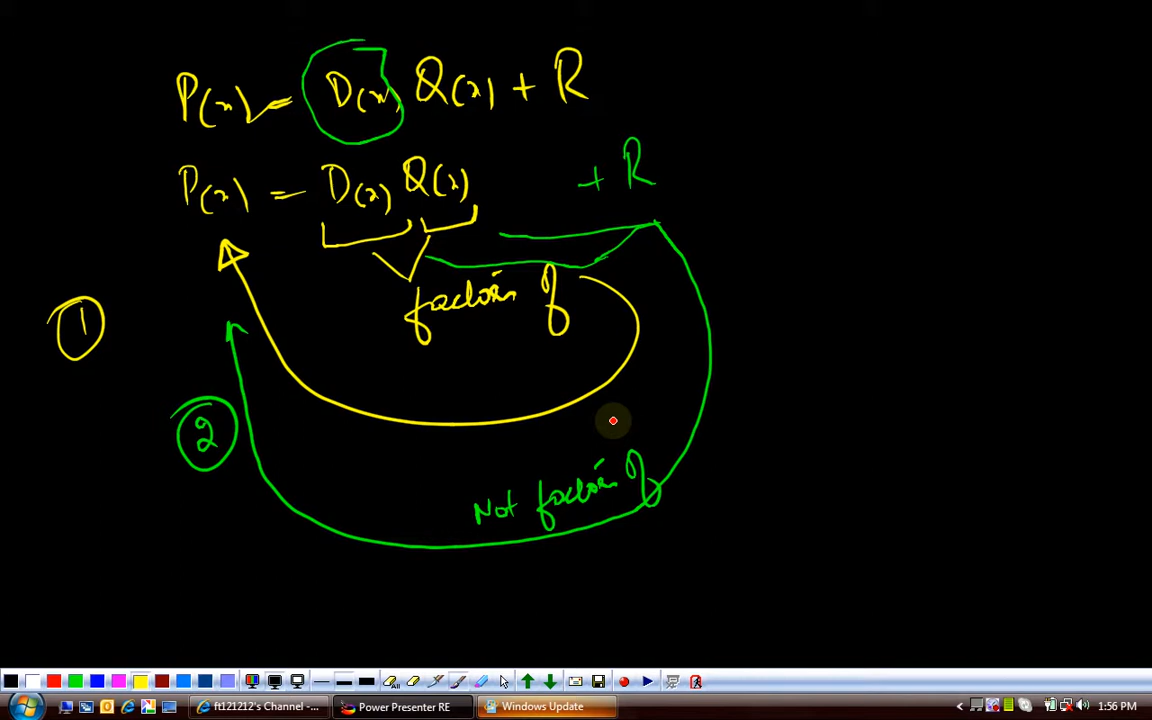 P(x) = D(x) Q(x) + R
P(x) = D(x) Q(x) + R
factors of
1
2
Not factors of
ft121212's Channel -...
Power Presenter RE
Windows Update
1:56 PM